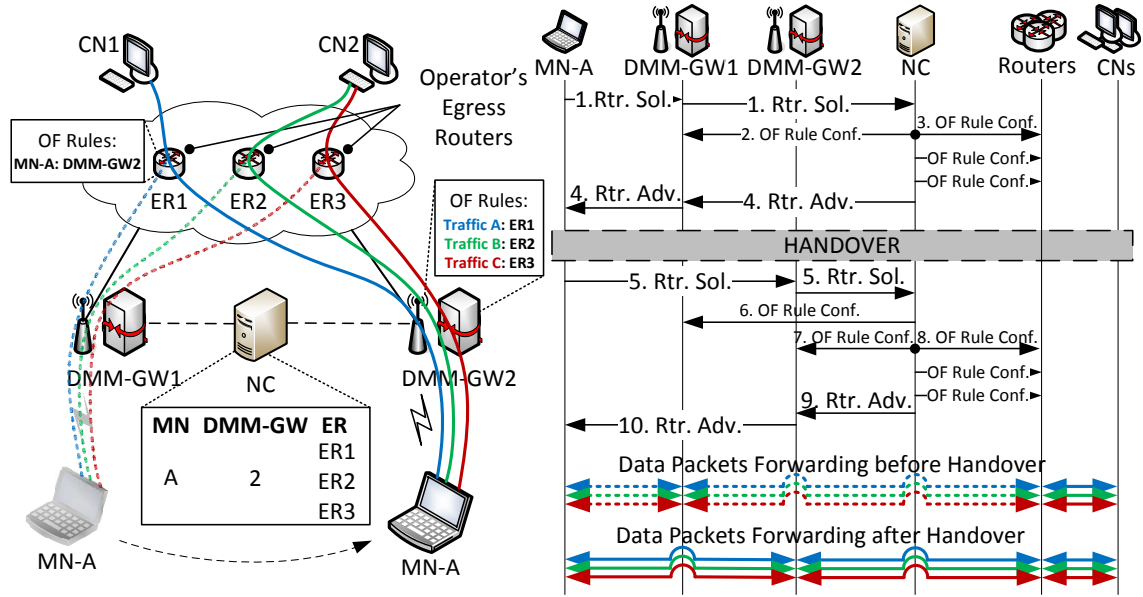 CN1
CN2
Operator's
Egress
Routers
OF Rules:
MN-A: DMM-GW2
ER1
ER2
ER3
OF Rules:
Traffic A: ER1
Traffic B: ER2
Traffic C: ER3
DMM-GW1
NC
DMM-GW2
MN DMM-GW ER
ER1
A 2 ER2
ER3
MN-A
MN-A
MN-A
DMM-GW1
DMM-GW2
NC
Routers
CNs
1.Rtr. Sol.
1. Rtr. Sol.
2. OF Rule Conf.
3. OF Rule Conf.
OF Rule Conf.
OF Rule Conf.
4. Rtr. Adv.
4. Rtr. Adv.
HANDOVER
5. Rtr. Sol.
5. Rtr. Sol.
6. OF Rule Conf.
7. OF Rule Conf.
8. OF Rule Conf.
OF Rule Conf.
OF Rule Conf.
9. Rtr. Adv.
10. Rtr. Adv.
Data Packets Forwarding before Handover
Data Packets Forwarding after Handover